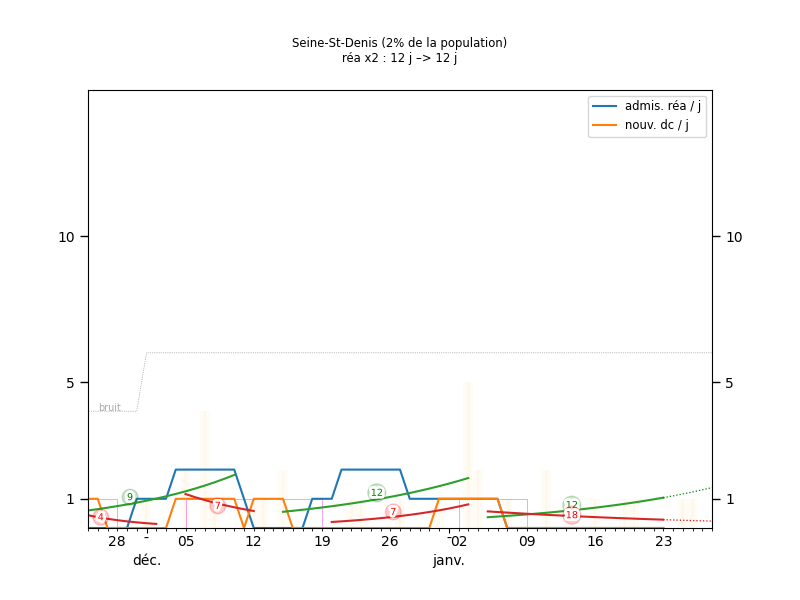 Seine-St-Denis (2% de la population)
réa x2 : 12 j –> 12 j
admis. réa / j
nouv. dc / j
10 10
5 5
bruit
9 12 12
4 7 7 18
1 1
28 - 05 12 19 26 02 09 16 23
déc. janv.